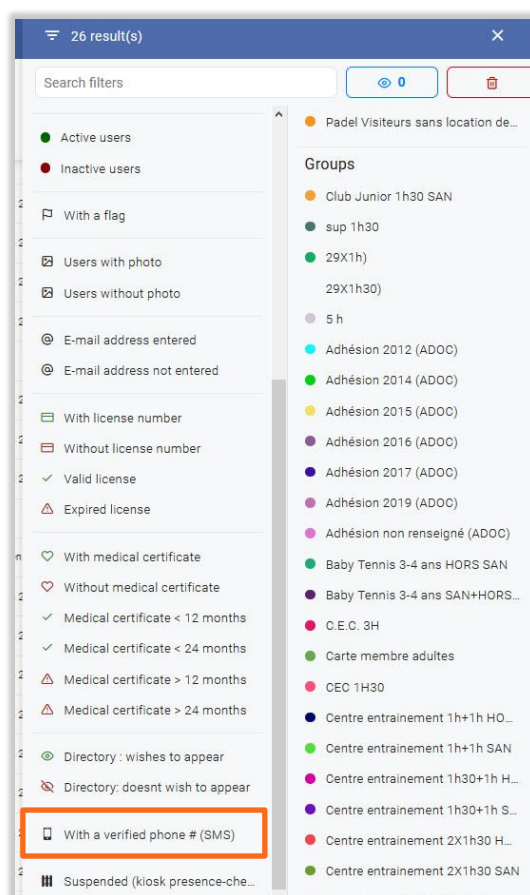 26 result(s)
Search filters
0
Active users
Inactive users
With a flag
Users with photo
Users without photo
E-mail address entered
E-mail address not entered
With license number
Without license number
Valid license
Expired license
With medical certificate
Without medical certificate
Medical certificate < 12 months
Medical certificate < 24 months
Medical certificate > 12 months
Medical certificate > 24 months
Directory : wishes to appear
Directory: doesnt wish to appear
With a verified phone # (SMS)
Suspended (kiosk presence-che...
Padel Visiteurs sans location de...
Groups
Club Junior 1h30 SAN
sup 1h30
29X1h)
29X1h30)
5 h
Adhésion 2012 (ADOC)
Adhésion 2014 (ADOC)
Adhésion 2015 (ADOC)
Adhésion 2016 (ADOC)
Adhésion 2017 (ADOC)
Adhésion 2019 (ADOC)
Adhésion non renseigné (ADOC)
Baby Tennis 3-4 ans HORS SAN
Baby Tennis 3-4 ans SAN+HORS...
C.E.C. 3H
Carte membre adultes
CEC 1H30
Centre entrainement 1h+1h HO...
Centre entrainement 1h+1h SAN
Centre entrainement 1h30+1h H...
Centre entrainement 1h30+1h S...
Centre entrainement 2X1h30 H...
Centre entrainement 2X1h30 SAN